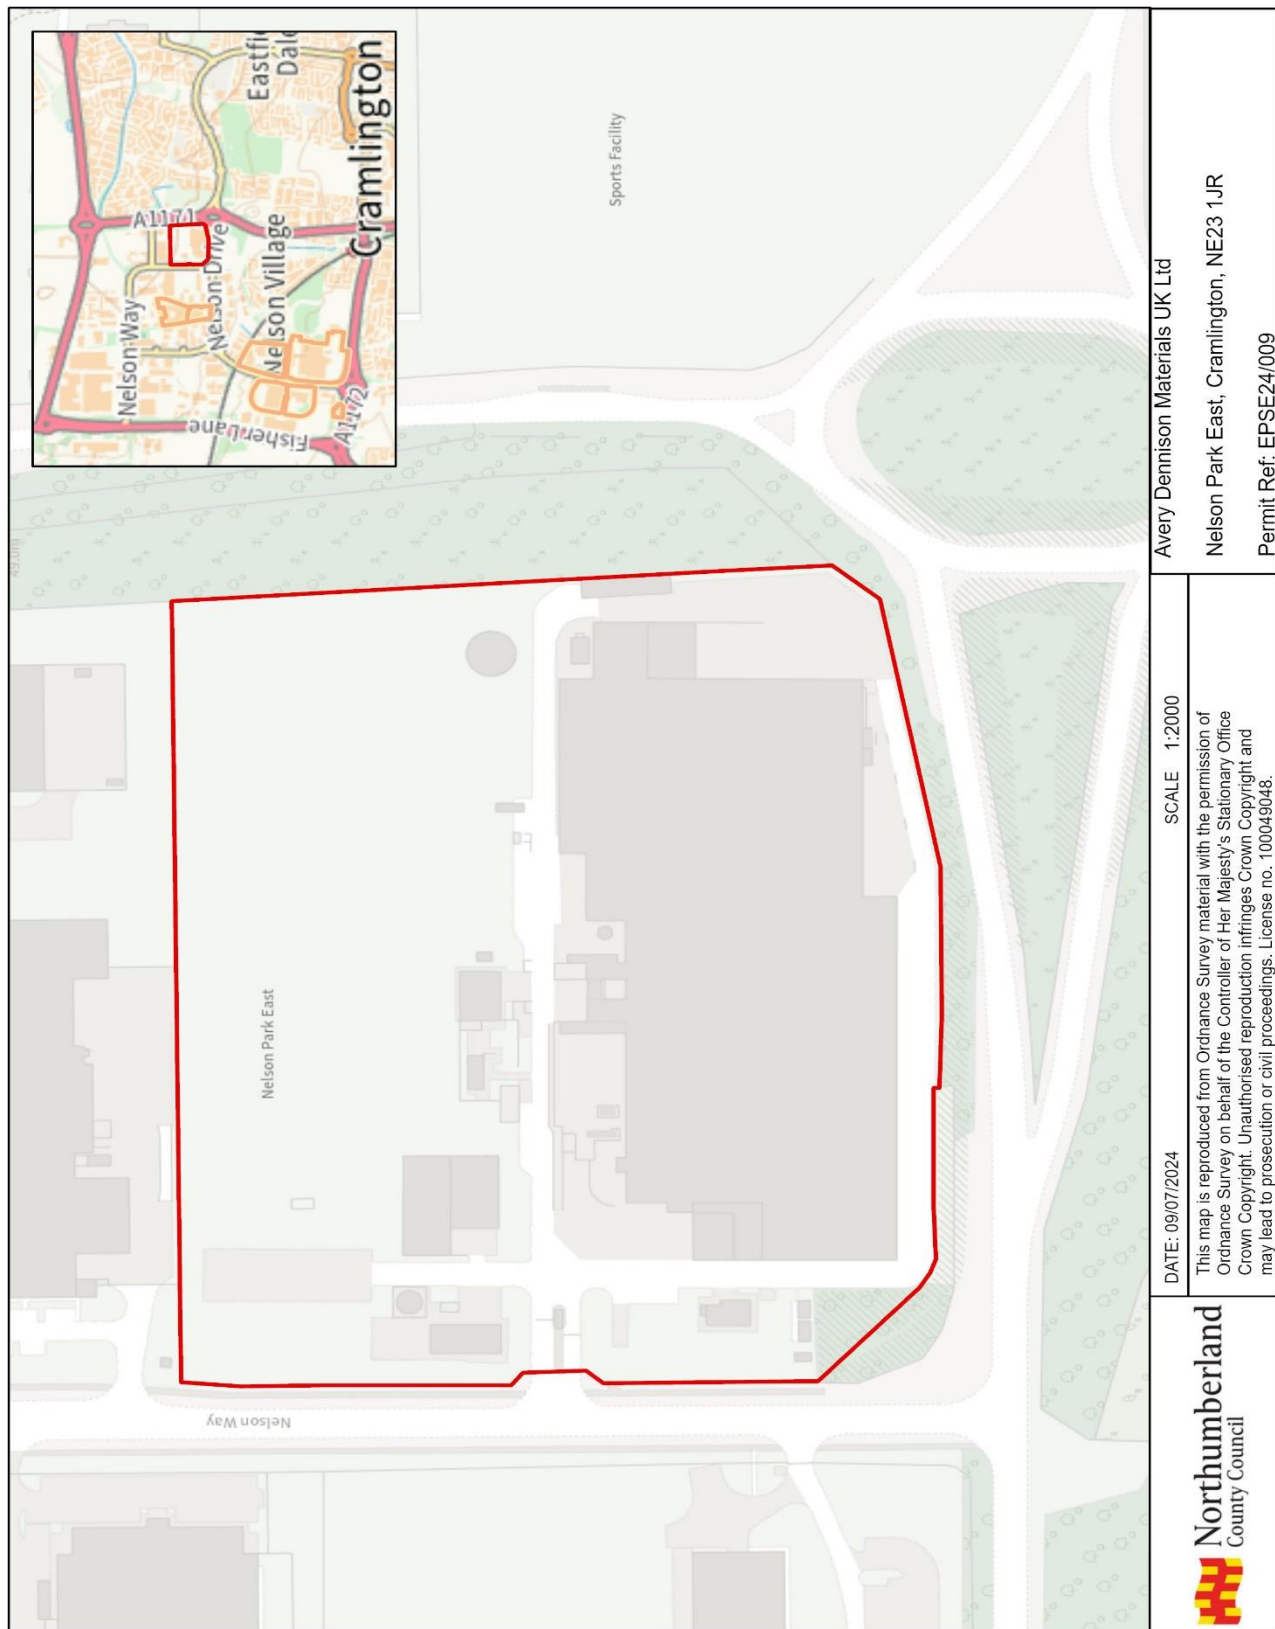 Nelson Way
Fisher Lane
A1171
Nelson Drive
Nelson Village
A1172
Eastfi
Dale
Cramlington
49.0m
Sports Facility
Nelson Park East
Nelson Way
Northumberland
County Council
DATE: 09/07/2024
SCALE 1:2000
This map is reproduced from Ordnance Survey material with the permission of
Ordnance Survey on behalf of the Controller of Her Majesty's Stationary Office
Crown Copyright. Unauthorised reproduction infringes Crown Copyright and
may lead to prosecution or civil proceedings. License no. 100049048.
Avery Dennison Materials UK Ltd
Nelson Park East, Cramlington, NE23 1JR
Permit Ref: EPSE24/009